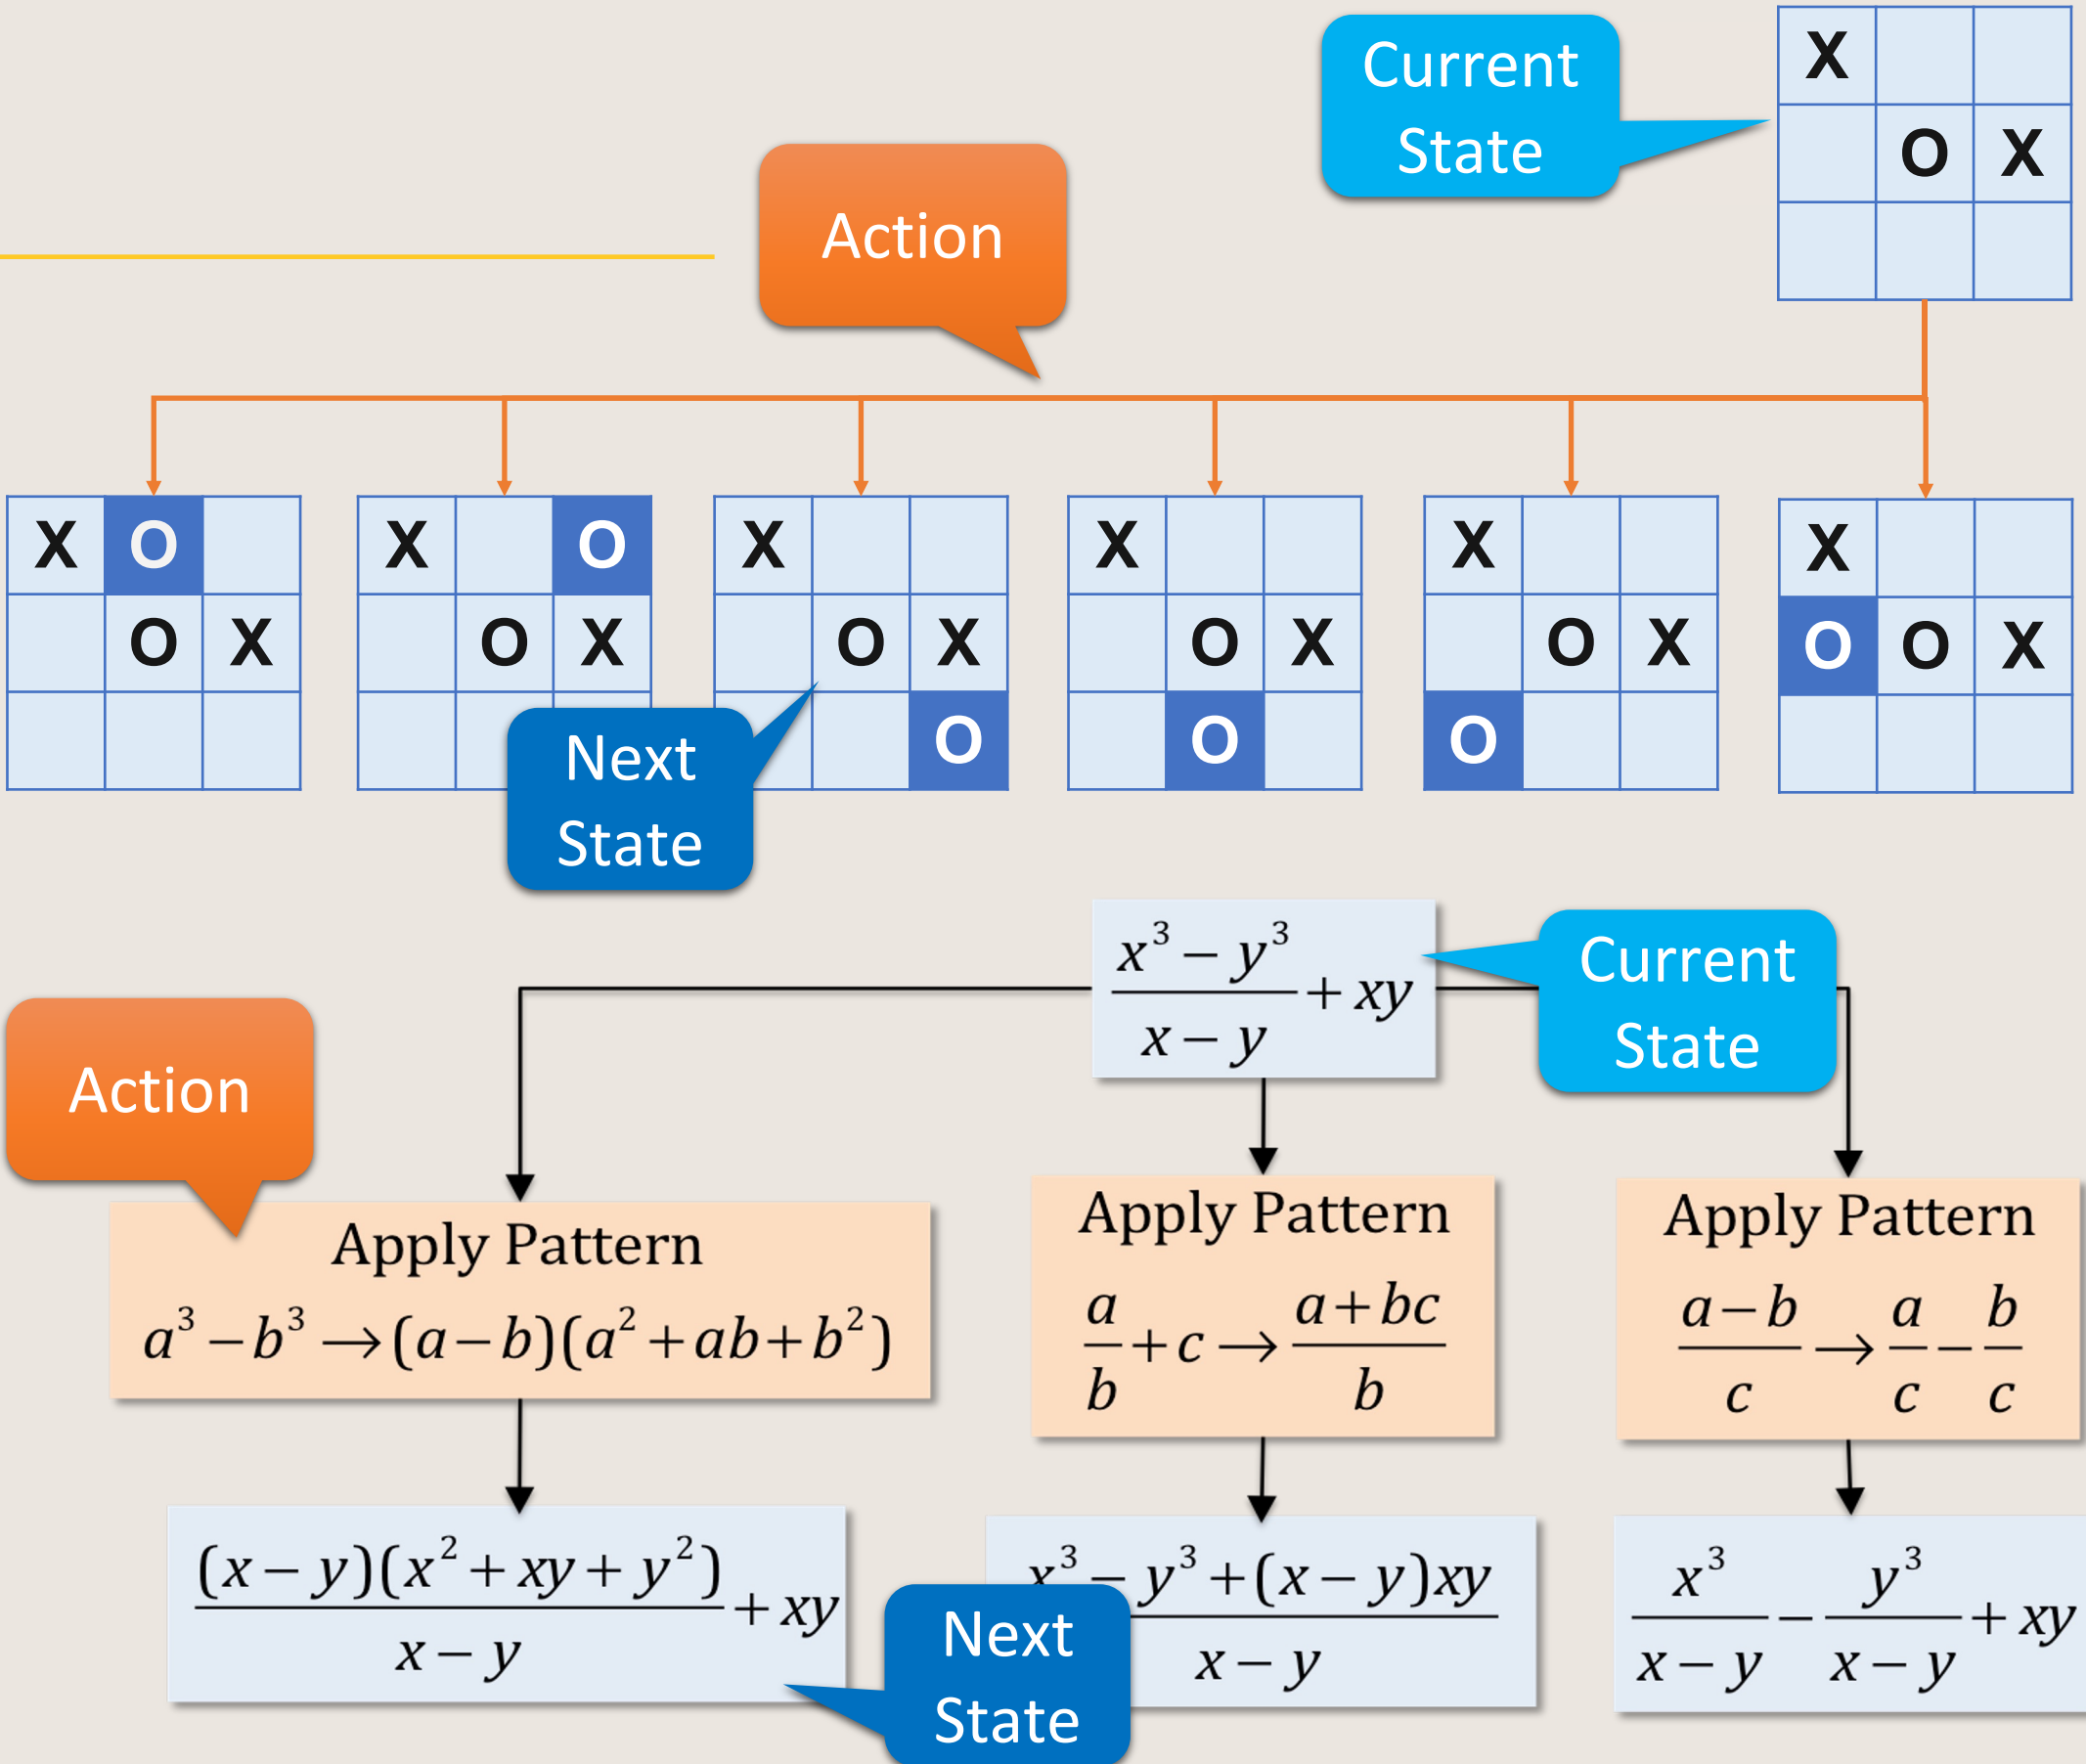 Current
State
X
O X
Action
X O
O X
X O
O X
X
O X
O
X
O X
O
X
O X
O
X
O O X
Next
State
x³ − y³
/ x − y + xy
Current
State
Action
Apply Pattern
a³ − b³ → (a − b)(a² + ab + b²)
Apply Pattern
a/b + c → (a + bc)/b
Apply Pattern
(a − b)/c → a/c − b/c
(x − y)(x² + xy + y²)
/ x − y + xy
x³ − y³ + (x − y)xy
/ x − y
x³/(x − y) − y³/(x − y) + xy
Next
State